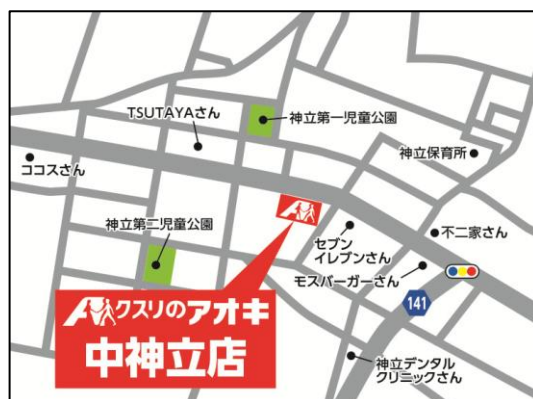 TSUTAYAさん
神立第一児童公園
ココスさん
神立保育所
神立第二児童公園
セブン
イレブンさん
不二家さん
モスバーガーさん
141
クスリのアオキ
中神立店
神立デンタル
クリニックさん